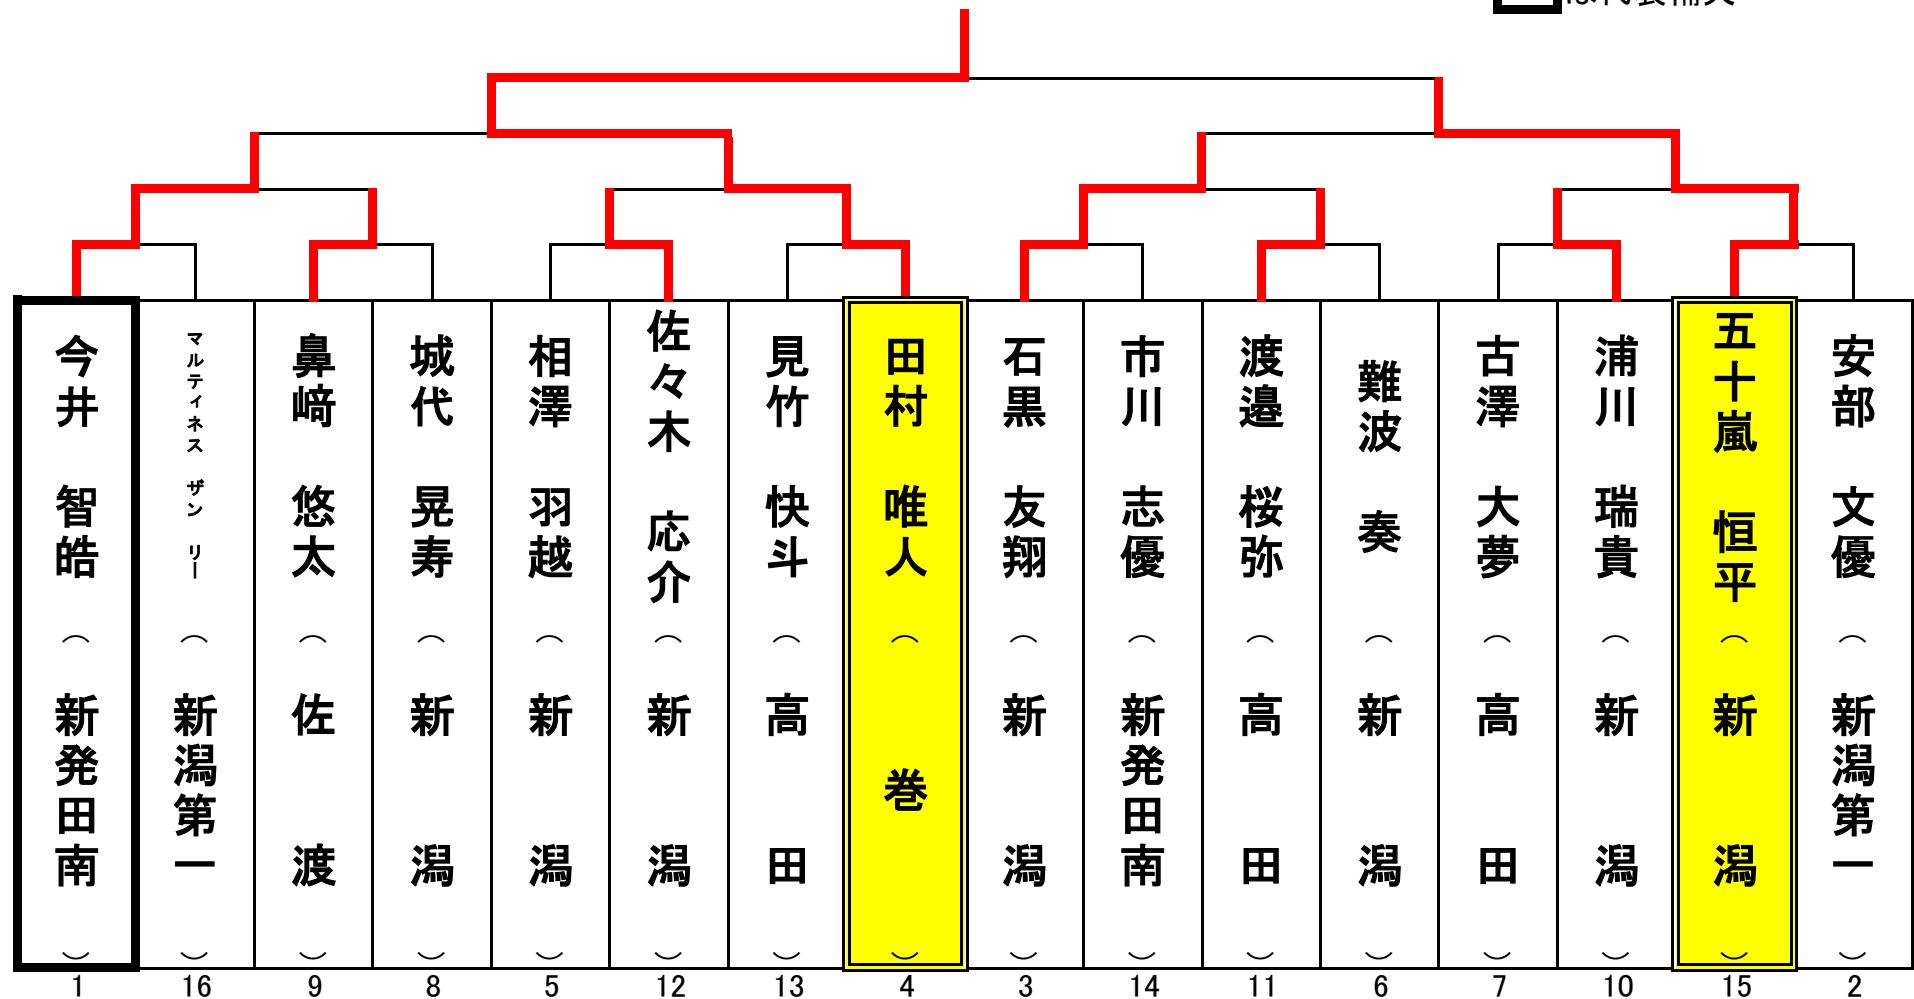 は代表補欠
今井 智皓 (新発田南)
マルティネス ザン リー (新潟第一)
鼻﨑 悠太 (佐渡)
城代 晃寿 (新潟)
相澤 羽越 (新潟)
佐々木 応介 (新潟)
見竹 快斗 (高田)
田村 唯人 (巻)
石黒 友翔 (新潟)
市川 志優 (新発田南)
渡邉 桜弥 (高田)
難波 奏 (新潟)
古澤 大夢 (高田)
浦川 瑞貴 (新潟)
五十嵐 恒平 (新潟)
安部 文優 (新潟第一)
1 16 9 8 5 12 13 4 3 14 11 6 7 10 15 2